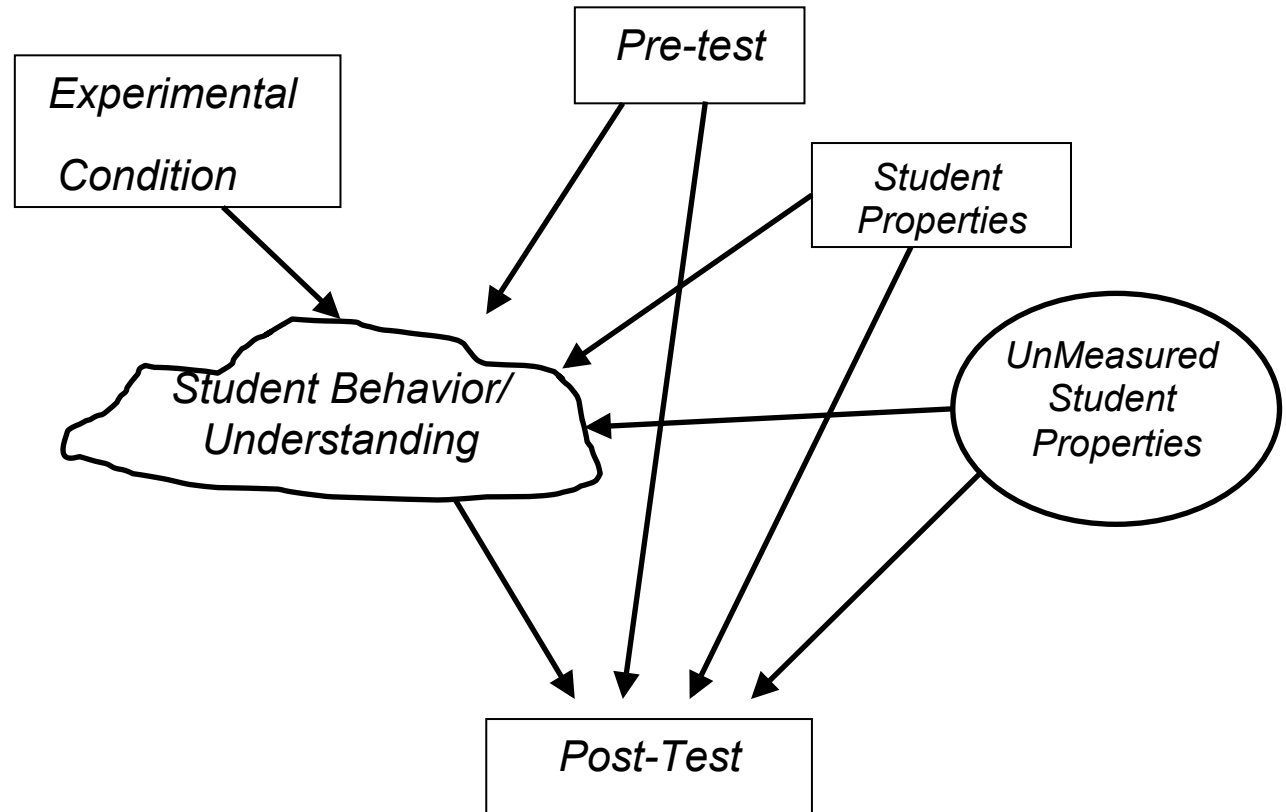 Pre-test
Experimental
Condition
Student
Properties
UnMeasured
Student
Properties
Student Behavior/
Understanding
Post-Test